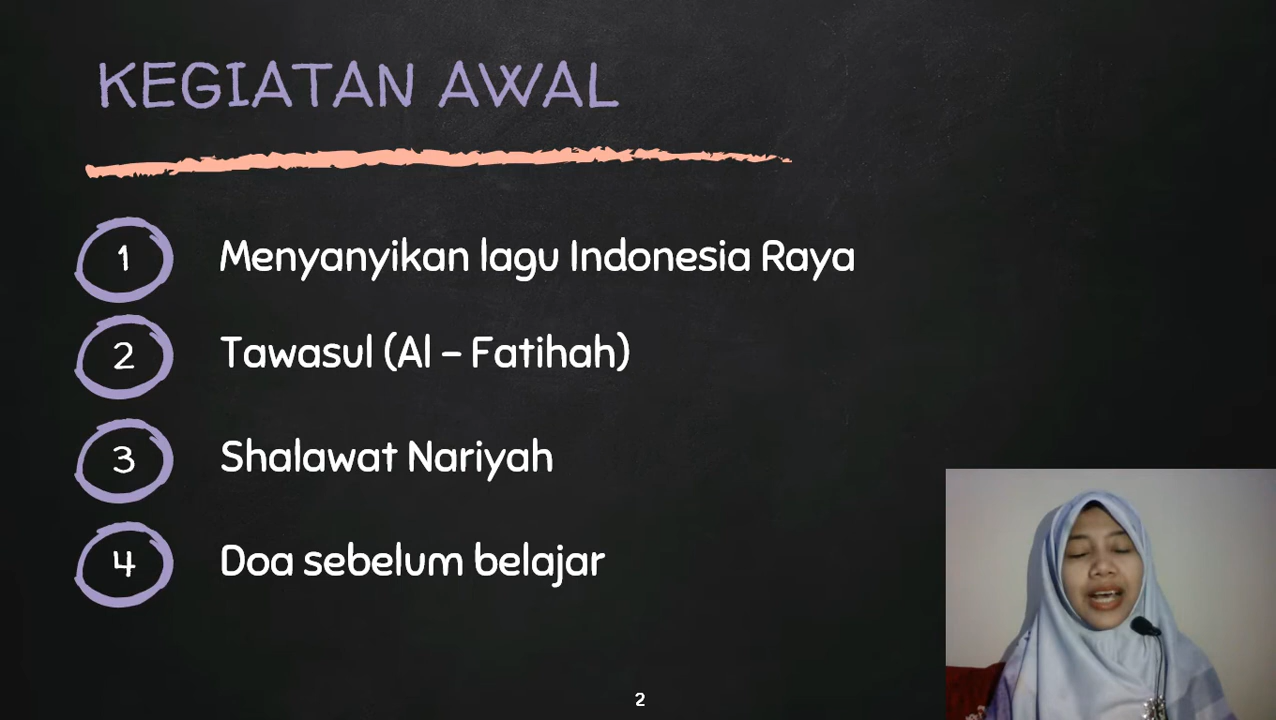 KEGIATAN AWAL
1 Menyanyikan lagu Indonesia Raya
2 Tawasul (Al – Fatihah)
3 Shalawat Nariyah
4 Doa sebelum belajar
2